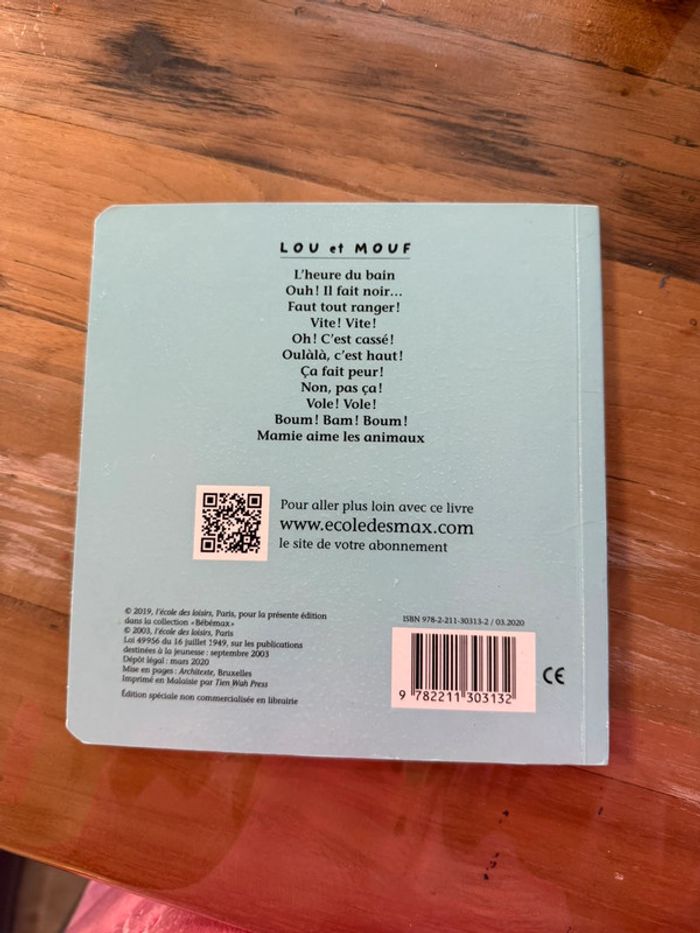 LOU et MOUF
L'heure du bain
Ouh! Il fait noir...
Faut tout ranger!
Vite! Vite!
Oh! C'est cassé!
Oulàlà, c'est haut!
Ça fait peur!
Non, pas ça!
Vole! Vole!
Boum! Bam! Boum!
Mamie aime les animaux
Pour aller plus loin avec ce livre
www.ecoledesmax.com
le site de votre abonnement
© 2019, l'école des loisirs, Paris, pour la présente édition
dans la collection «Bébémax»
© 2003, l'école des loisirs, Paris
Loi 49956 du 16 juillet 1949, sur les publications
destinées à la jeunesse : septembre 2003
Dépôt légal : mars 2020
Mise en pages : Architexte, Bruxelles
Imprimé en Malaisie par Tien Wah Press
Édition spéciale non commercialisée en librairie
ISBN 978-2-211-30313-2 / 03.2020
9 782211 303132
CE